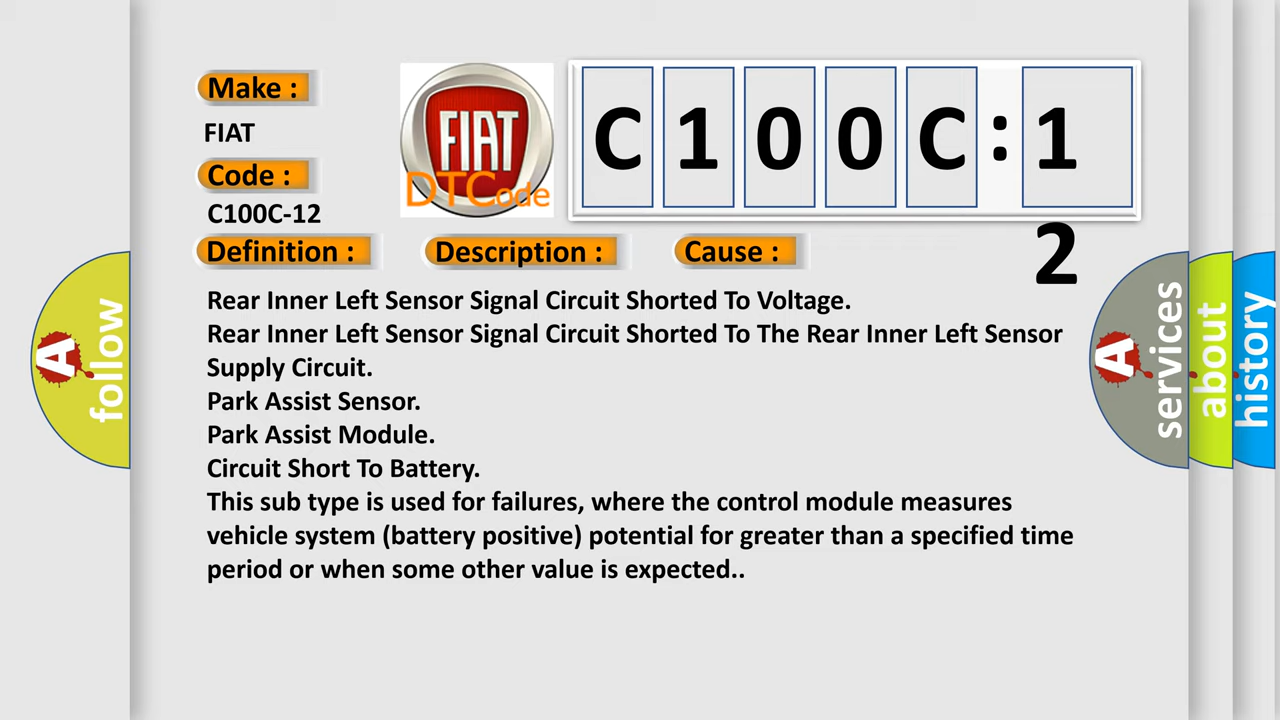 Make :
FIAT
Code :
C100C-12
FIAT
DTCode
C100C:1
2
Definition :
Description :
Cause :
Rear Inner Left Sensor Signal Circuit Shorted To Voltage.
Rear Inner Left Sensor Signal Circuit Shorted To The Rear Inner Left Sensor
Supply Circuit.
Park Assist Sensor.
Park Assist Module.
Circuit Short To Battery.
This sub type is used for failures, where the control module measures
vehicle system (battery positive) potential for greater than a specified time
period or when some other value is expected..
A
follow
A
services
about
history